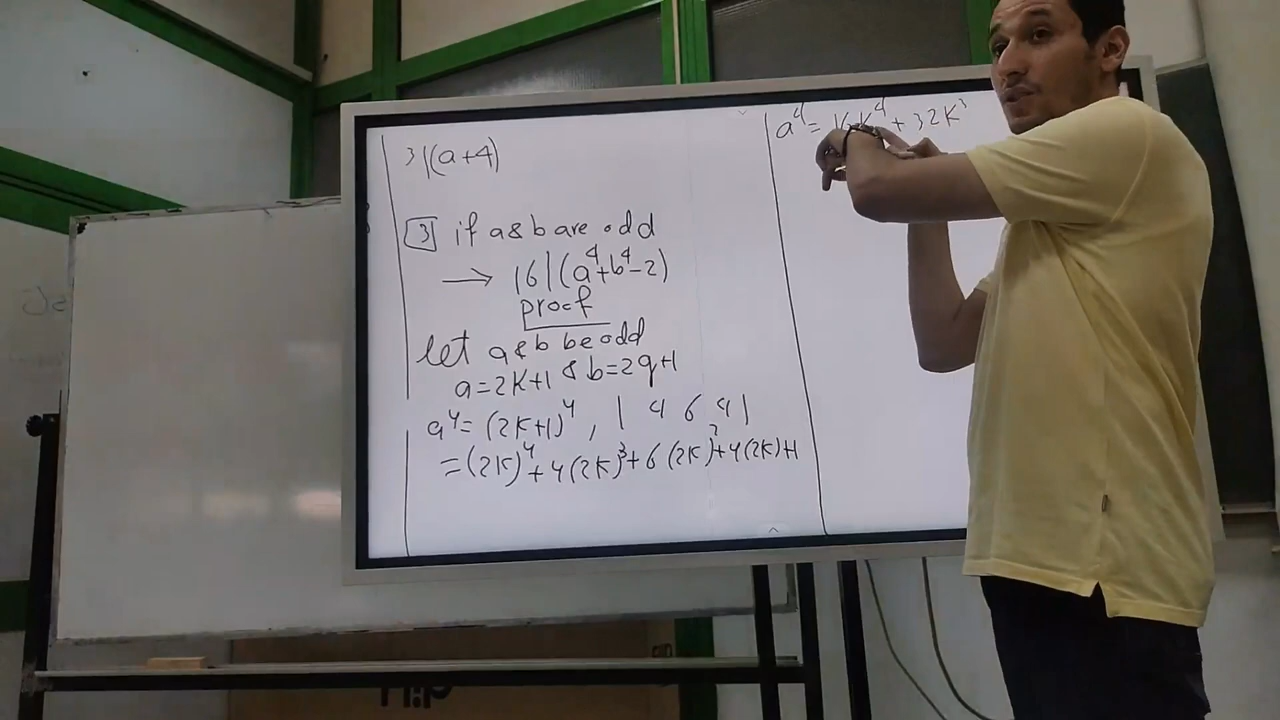 3|(a+4)
3 if a & b are odd
→ 16|(a⁴+b⁴-2)
proof
let a & b be odd
a=2K+1 & b=2q+1
a⁴=(2K+1)⁴, 1 4 6 4 1
=(2K)⁴+4(2K)³+6(2K)²+4(2K)+1
a⁴=16K⁴+32K³